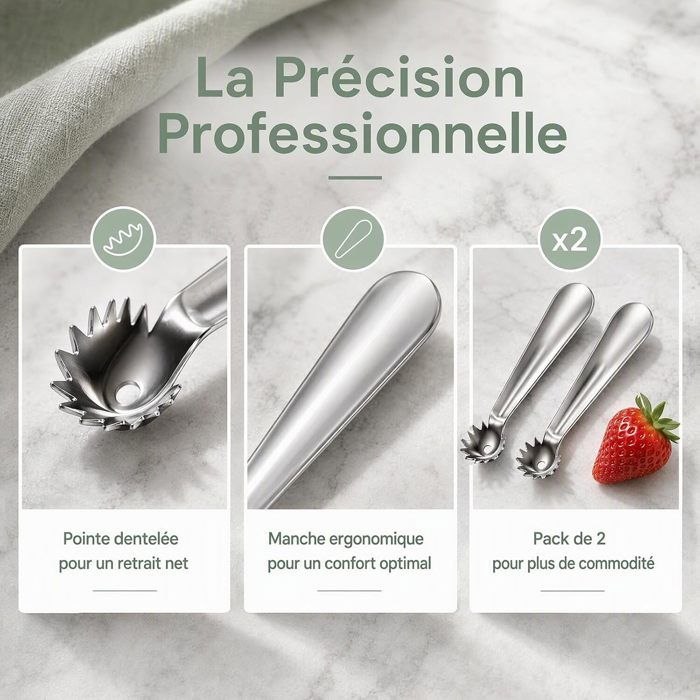 La Précision
Professionnelle
x2
Pointe dentelée
pour un retrait net
Manche ergonomique
pour un confort optimal
Pack de 2
pour plus de commodité